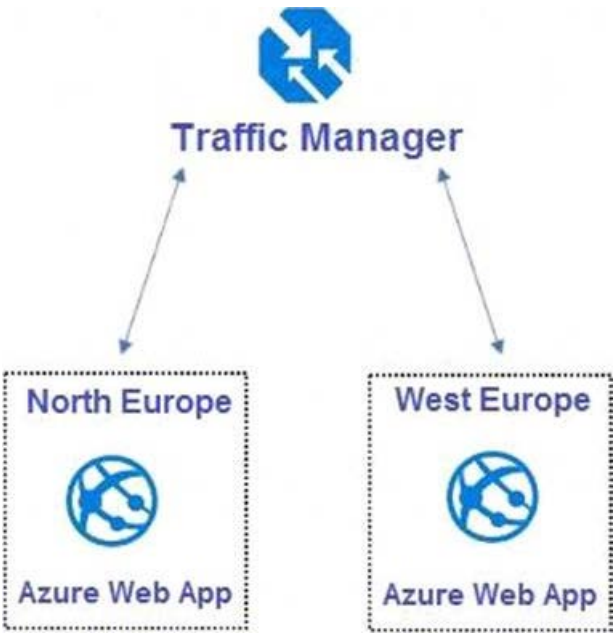 Traffic Manager
North Europe
Azure Web App
West Europe
Azure Web App